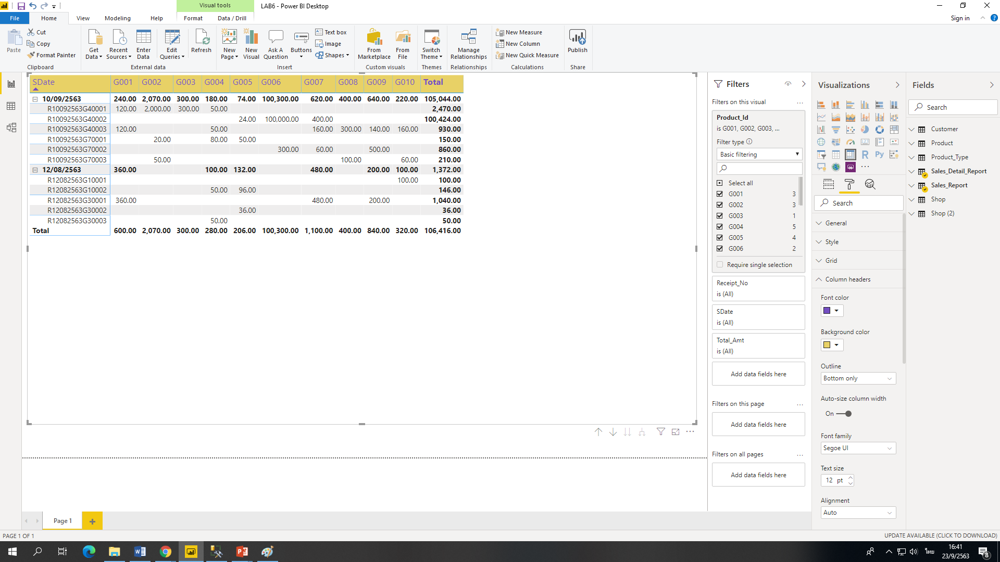 Visual tools
LAB6 - Power BI Desktop
File Home View Modeling Help Format Data / Drill Sign in
Paste
Cut
Copy
Format Painter
Clipboard
Get Data
Recent Sources
Enter Data
Edit Queries
Refresh
External data
New Page
New Visual
Ask A Question
Buttons
Text box
Image
Shapes
Insert
From Marketplace
From File
Custom visuals
Switch Theme
Themes
Manage Relationships
Relationships
New Measure
New Column
New Quick Measure
Calculations
Publish
Share
SDate G001 G002 G003 G004 G005 G006 G007 G008 G009 G010 Total
10/09/2563 240.00 2,070.00 300.00 180.00 74.00 100,300.00 620.00 400.00 640.00 220.00 105,044.00
R10092563G40001 120.00 2,000.00 300.00 50.00 2,470.00
R10092563G40002 24.00 100,000.00 400.00 100,424.00
R10092563G40003 120.00 50.00 160.00 300.00 140.00 160.00 930.00
R10092563G70001 20.00 80.00 50.00 150.00
R10092563G70002 300.00 60.00 500.00 860.00
R10092563G70003 50.00 100.00 60.00 210.00
12/08/2563 360.00 100.00 132.00 480.00 200.00 100.00 1,372.00
R12082563G10001 100.00 100.00
R12082563G10002 50.00 96.00 146.00
R12082563G30001 360.00 480.00 200.00 1,040.00
R12082563G30002 36.00 36.00
R12082563G30003 50.00 50.00
Total 600.00 2,070.00 300.00 280.00 206.00 100,300.00 1,100.00 400.00 840.00 320.00 106,416.00
Filters
Filters on this visual ...
Product_Id
is G001, G002, G003, ...
Filter type
Basic filtering
Select all
G001 3
G002 3
G003 1
G004 5
G005 4
G006 2
Require single selection
Receipt_No
is (All)
SDate
is (All)
Total_Amt
is (All)
Add data fields here
Filters on this page ...
Add data fields here
Filters on all pages ...
Add data fields here
Visualizations
R Py
123
Search
General
Style
Grid
Column headers
Font color
Background color
Outline
Bottom only
Auto-size column width
On
Font family
Segoe UI
Text size
12 pt
Alignment
Auto
Fields
Search
Customer
Product
Product_Type
Sales_Detail_Report
Sales_Report
Shop
Shop (2)
Page 1
PAGE 1 OF 1
UPDATE AVAILABLE (CLICK TO DOWNLOAD)
ไทย
16:41
23/9/2563
8